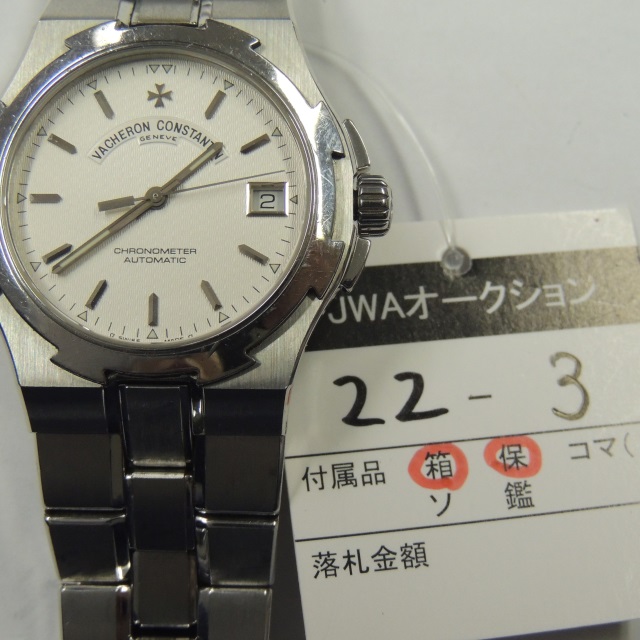 VACHERON CONSTANTIN
GENEVE
2
CHRONOMETER
AUTOMATIC
JWAオークション
22-3
付属品 箱 保 コマ(
ソ 鑑
落札金額